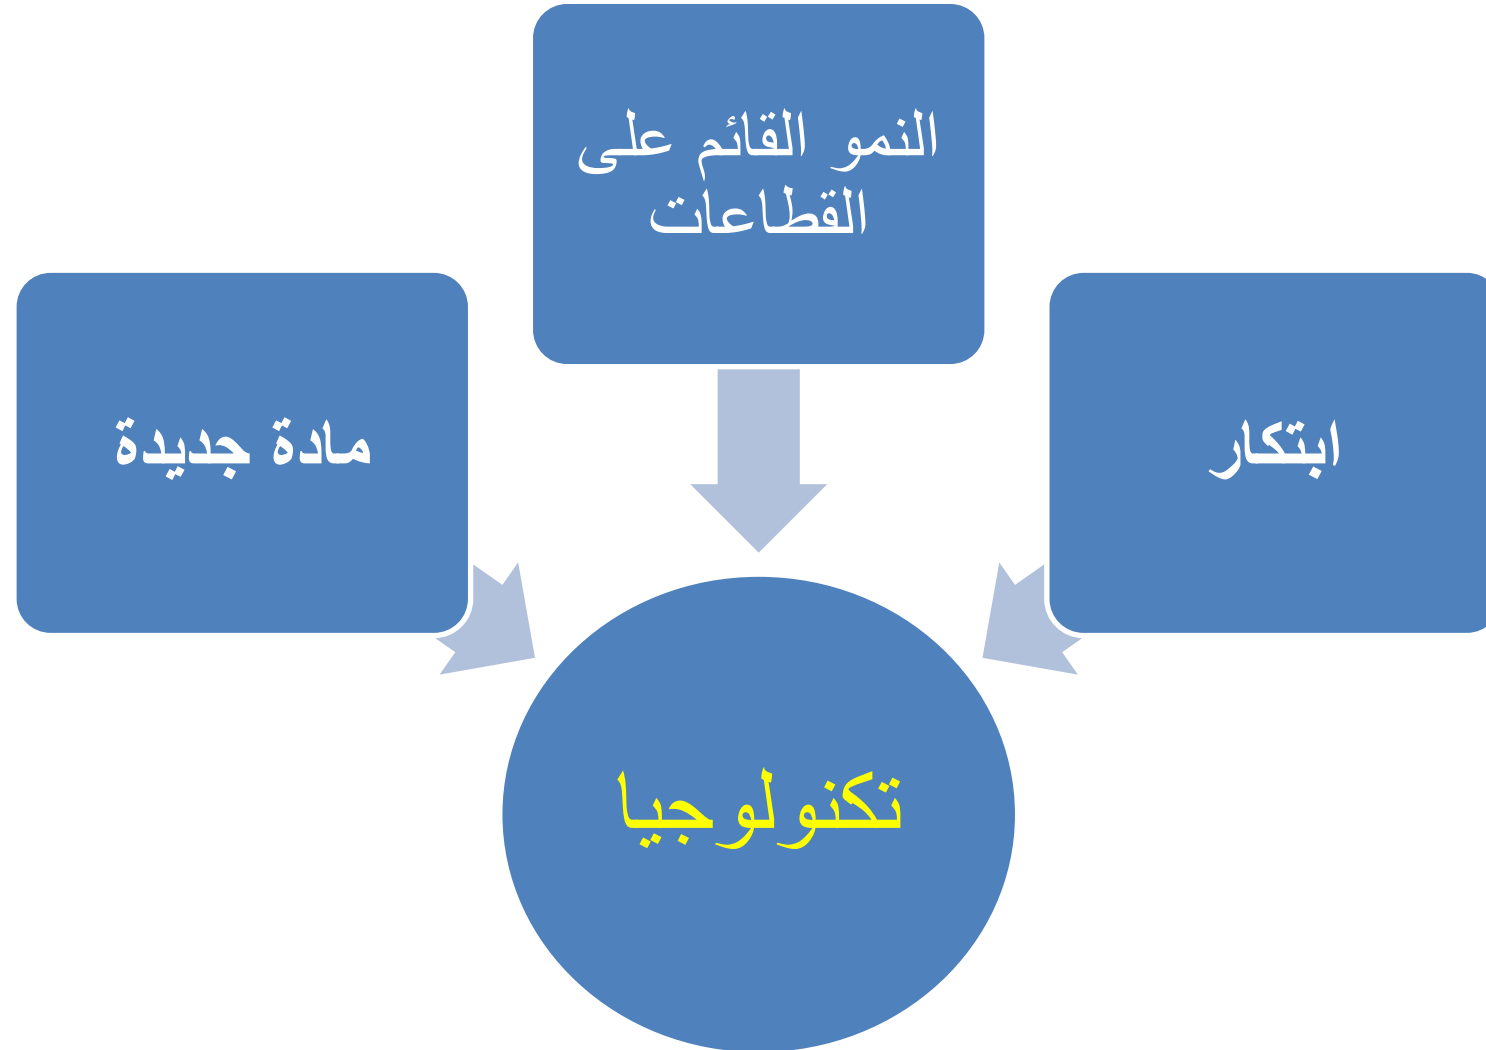 النمو القائم على
القطاعات
ابتكار
مادة جديدة
تكنولوجيا